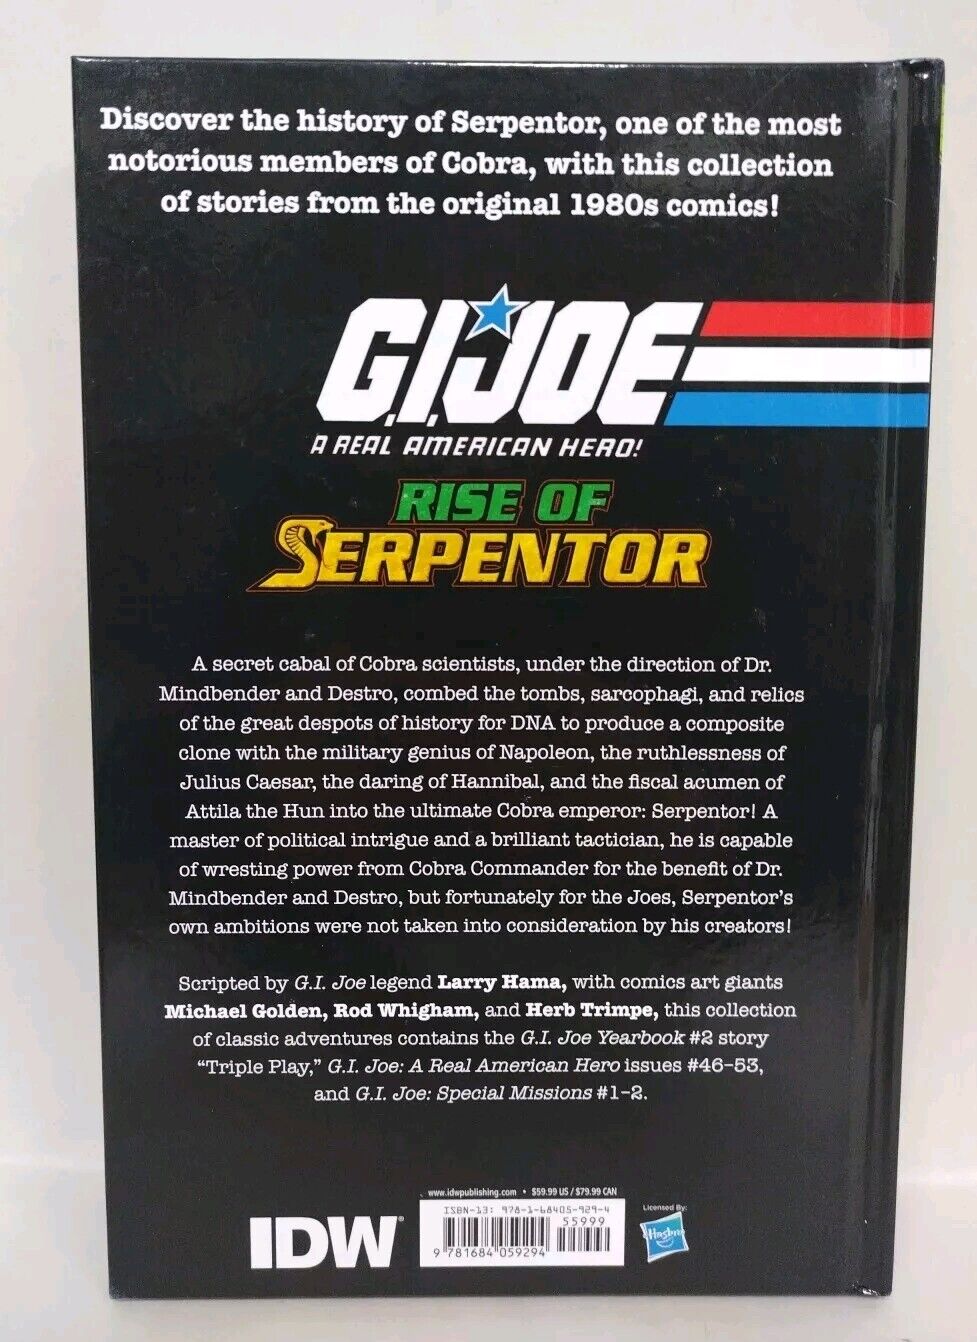 Discover the history of Serpentor, one of the most
notorious members of Cobra, with this collection
of stories from the original 1980s comics!
G.I. JOE
A REAL AMERICAN HERO!
RISE OF
SERPENTOR
A secret cabal of Cobra scientists, under the direction of Dr.
Mindbender and Destro, combed the tombs, sarcophagi, and relics
of the great despots of history for DNA to produce a composite
clone with the military genius of Napoleon, the ruthlessness of
Julius Caesar, the daring of Hannibal, and the fiscal acumen of
Attila the Hun into the ultimate Cobra emperor: Serpentor! A
master of political intrigue and a brilliant tactician, he is capable
of wresting power from Cobra Commander for the benefit of Dr.
Mindbender and Destro, but fortunately for the Joes, Serpentor's
own ambitions were not taken into consideration by his creators!
Scripted by G.I. Joe legend Larry Hama, with comics art giants
Michael Golden, Rod Whigham, and Herb Trimpe, this collection
of classic adventures contains the G.I. Joe Yearbook #2 story
“Triple Play,” G.I. Joe: A Real American Hero issues #46–53,
and G.I. Joe: Special Missions #1–2.
www.idwpublishing.com • $59.99 US / $79.99 CAN
ISBN-13: 978-1-68405-929-4
55999
9 781684 059294
IDW®
Licensed By:
Hasbro